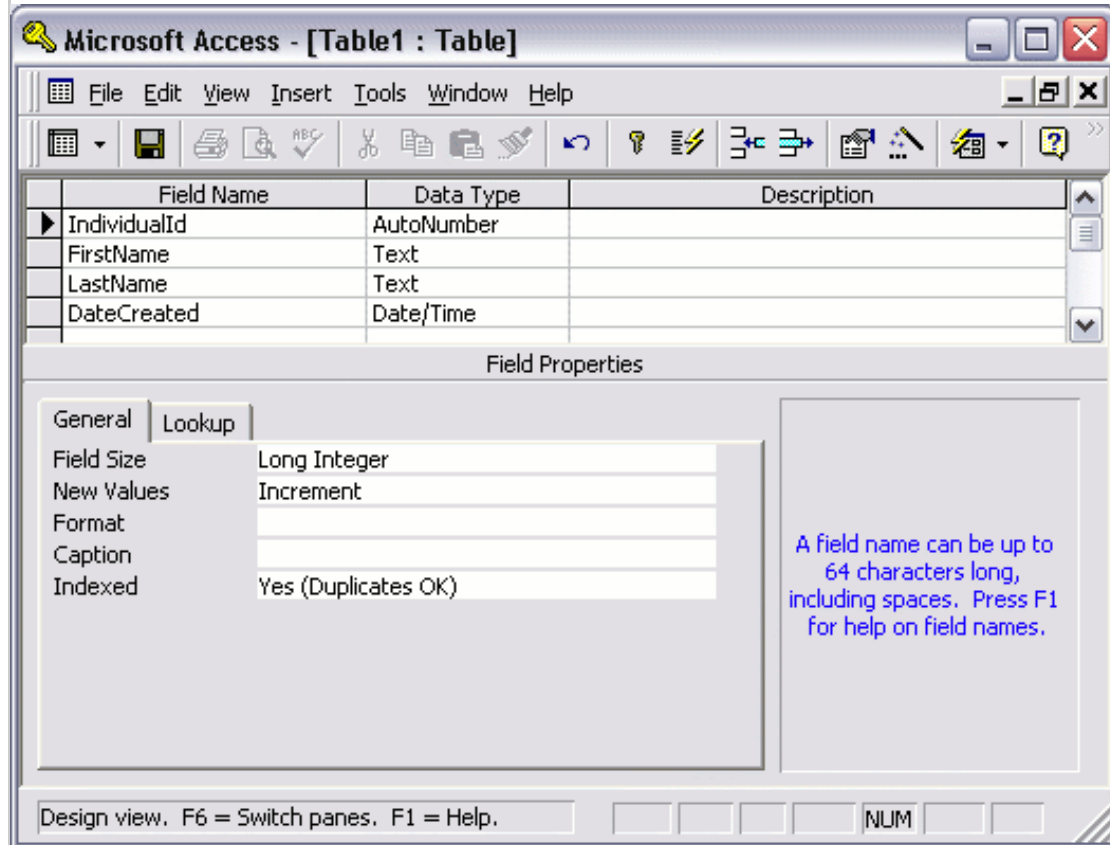 Microsoft Access - [Table1 : Table]
File Edit View Insert Tools Window Help
ABC
Field Name Data Type Description
IndividualId AutoNumber
FirstName Text
LastName Text
DateCreated Date/Time
Field Properties
General Lookup
Field Size Long Integer
New Values Increment
Format
Caption
Indexed Yes (Duplicates OK)
A field name can be up to
64 characters long,
including spaces. Press F1
for help on field names.
Design view. F6 = Switch panes. F1 = Help.
NUM